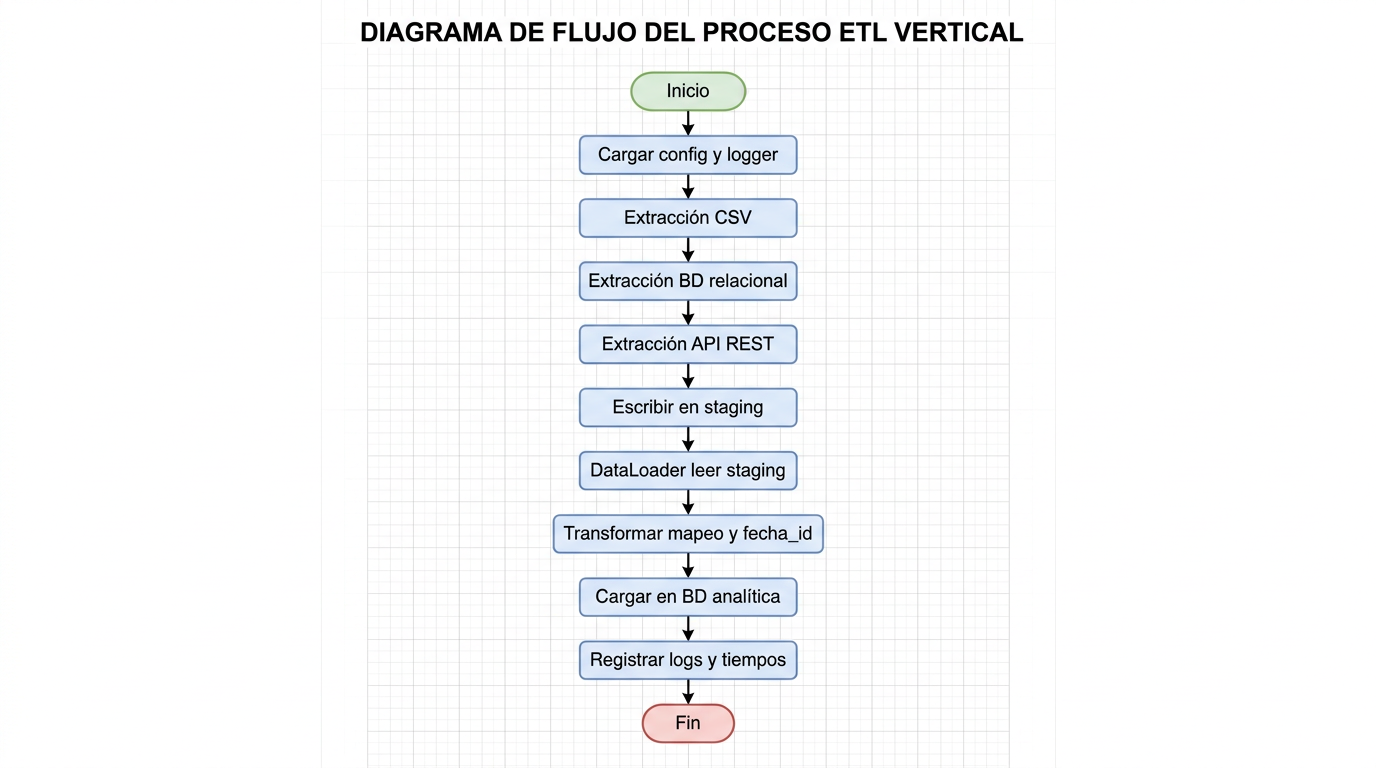 DIAGRAMA DE FLUJO DEL PROCESO ETL VERTICAL
Inicio
Cargar config y logger
Extracción CSV
Extracción BD relacional
Extracción API REST
Escribir en staging
DataLoader leer staging
Transformar mapeo y fecha_id
Cargar en BD analítica
Registrar logs y tiempos
Fin